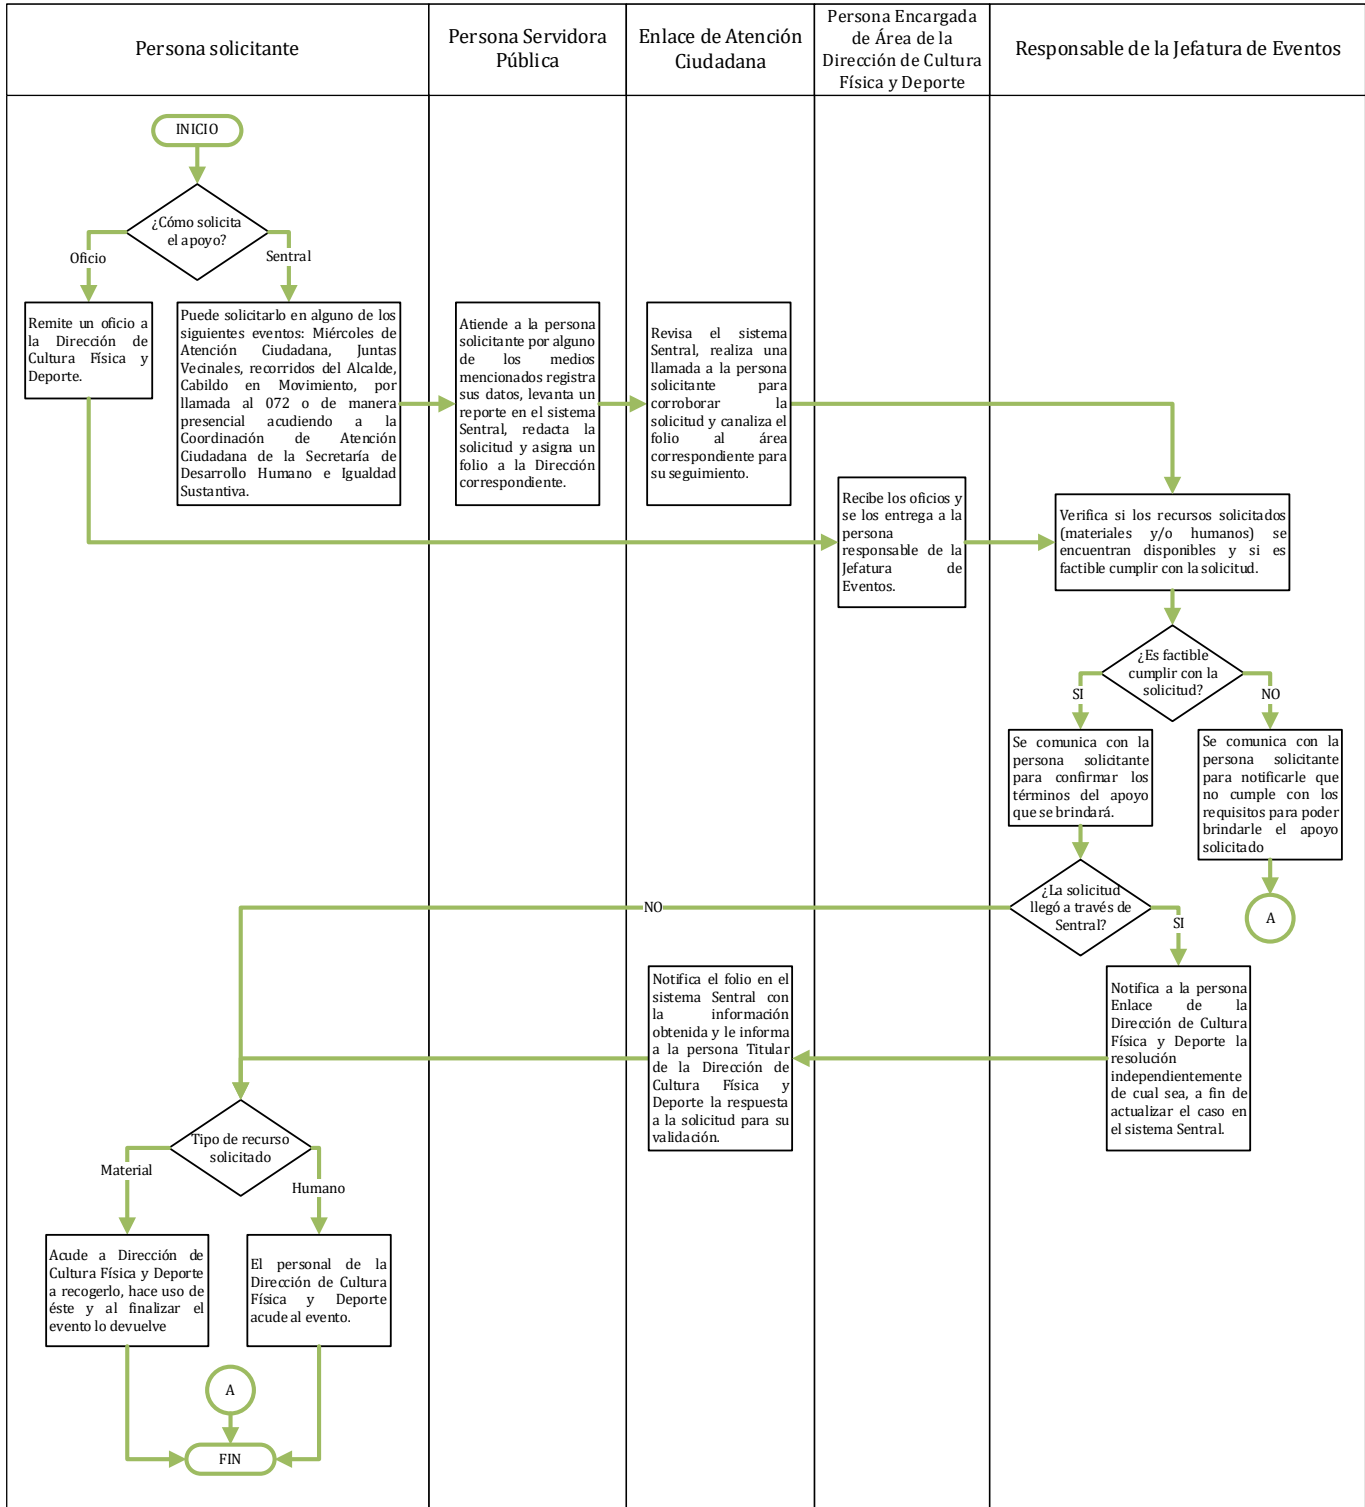 Persona solicitante
Persona Servidora
Pública
Enlace de Atención
Ciudadana
Persona Encargada
de Área de la
Dirección de Cultura
Física y Deporte
Responsable de la Jefatura de Eventos
INICIO
¿Cómo solicita
el apoyo?
Oficio
Sentral
Remite un oficio a
la Dirección de
Cultura Física y
Deporte.
Puede solicitarlo en alguno de los
siguientes eventos: Miércoles de
Atención Ciudadana, Juntas
Vecinales, recorridos del Alcalde,
Cabildo en Movimiento, por
llamada al 072 o de manera
presencial acudiendo a la
Coordinación de Atención
Ciudadana de la Secretaría de
Desarrollo Humano e Igualdad
Sustantiva.
Atiende a la persona
solicitante por alguno
de los medios
mencionados registra
sus datos, levanta un
reporte en el sistema
Sentral, redacta la
solicitud y asigna un
folio a la Dirección
correspondiente.
Revisa el sistema
Sentral, realiza una
llamada a la persona
solicitante para
corroborar la
solicitud y canaliza el
folio al área
correspondiente para
su seguimiento.
Recibe los oficios y
se los entrega a la
persona
responsable de la
Jefatura de
Eventos.
Verifica si los recursos solicitados
(materiales y/o humanos) se
encuentran disponibles y si es
factible cumplir con la solicitud.
¿Es factible
cumplir con la
solicitud?
SI
NO
Se comunica con la
persona solicitante
para confirmar los
términos del apoyo
que se brindará.
Se comunica con la
persona solicitante
para notificarle que
no cumple con los
requisitos para poder
brindarle el apoyo
solicitado
¿La solicitud
llegó a través de
Sentral?
NO
SI
A
Notifica a la persona
Enlace de la
Dirección de Cultura
Física y Deporte la
resolución
independientemente
de cual sea, a fin de
actualizar el caso en
el sistema Sentral.
Notifica el folio en el
sistema Sentral con
la información
obtenida y le informa
a la persona Titular
de la Dirección de
Cultura Física y
Deporte la respuesta
a la solicitud para su
validación.
Tipo de recurso
solicitado
Material
Humano
Acude a Dirección de
Cultura Física y Deporte
a recogerlo, hace uso de
éste y al finalizar el
evento lo devuelve
El personal de la
Dirección de Cultura
Física y Deporte
acude al evento.
A
FIN